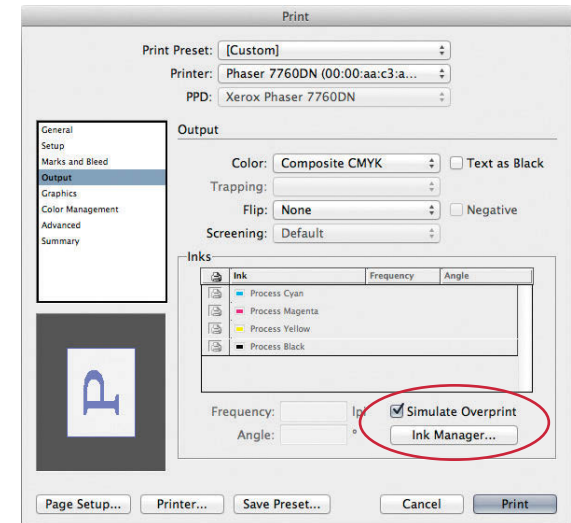 Print
Print Preset: [Custom]
Printer: Phaser 7760DN (00:00:aa:c3:a...
PPD: Xerox Phaser 7760DN
General
Setup
Marks and Bleed
Output
Graphics
Color Management
Advanced
Summary
Output
Color: Composite CMYK Text as Black
Trapping:
Flip: None Negative
Screening: Default
Inks
Ink Frequency Angle
Process Cyan
Process Magenta
Process Yellow
Process Black
Frequency: lpi Simulate Overprint
Angle: ° Ink Manager...
P
Page Setup... Printer... Save Preset... Cancel Print